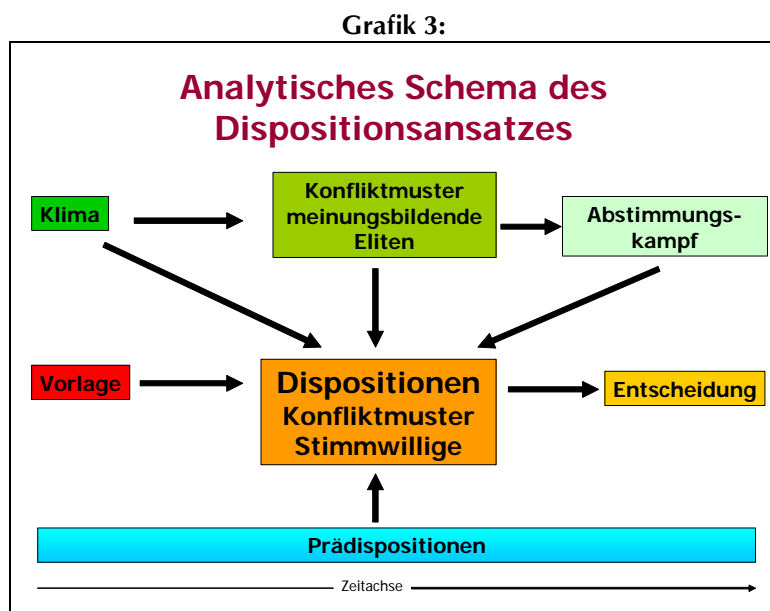 Grafik 3:
Analytisches Schema des
Dispositionsansatzes
Klima
Konfliktmuster
meinungsbildende
Eliten
Abstimmungs-
kampf
Vorlage
Dispositionen
Konfliktmuster
Stimmwillige
Entscheidung
Prädispositionen
Zeitachse